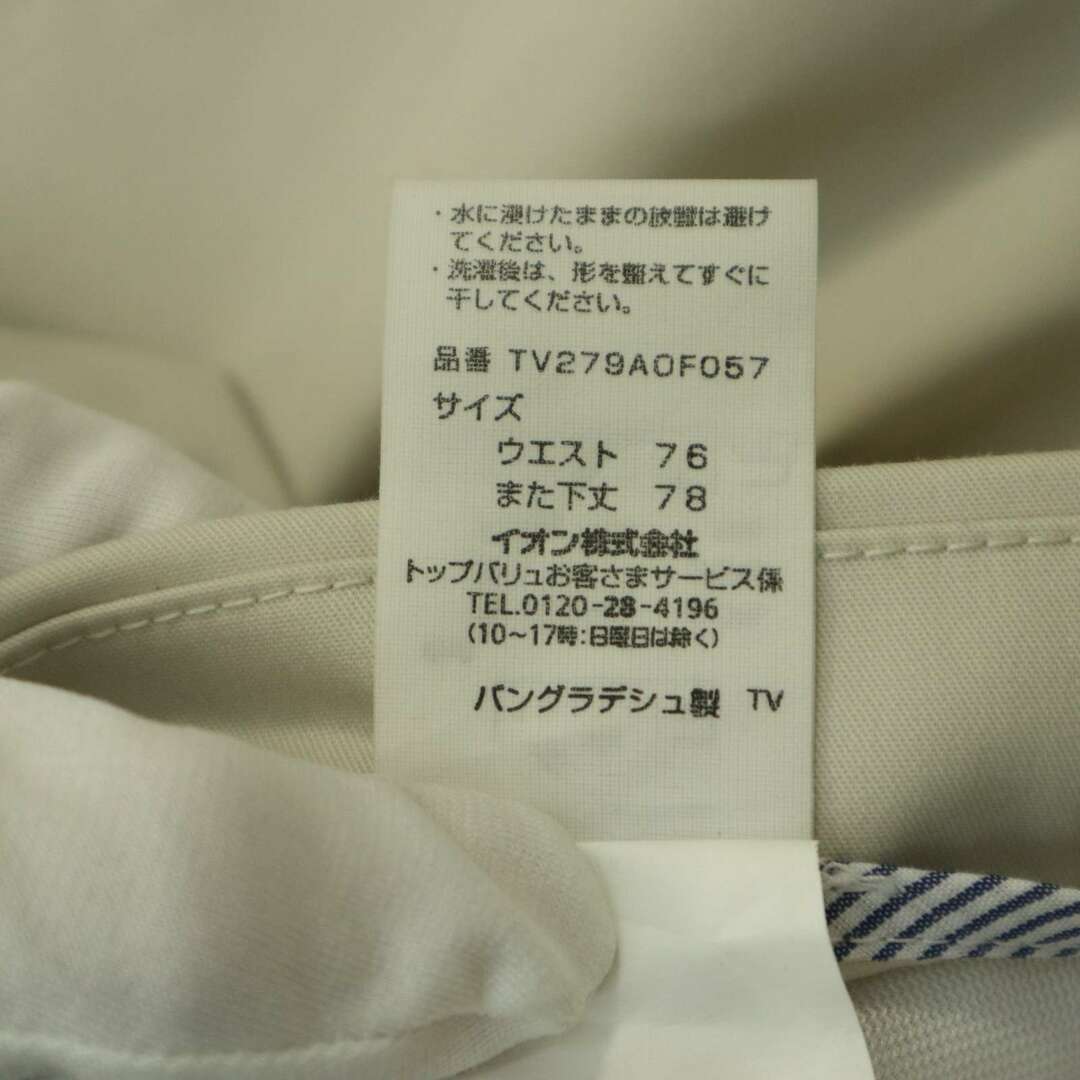 ・水に浸けたままの放置は避け
てください。
・洗濯後は、形を整えてすぐに
干してください。
品番 TV279A0F057
サイズ
ウエスト 76
また下丈 78
イオン株式会社
トップバリュお客さまサービス係
TEL.0120-28-4196
(10～17時:日曜日は除く)
バングラデシュ製 TV